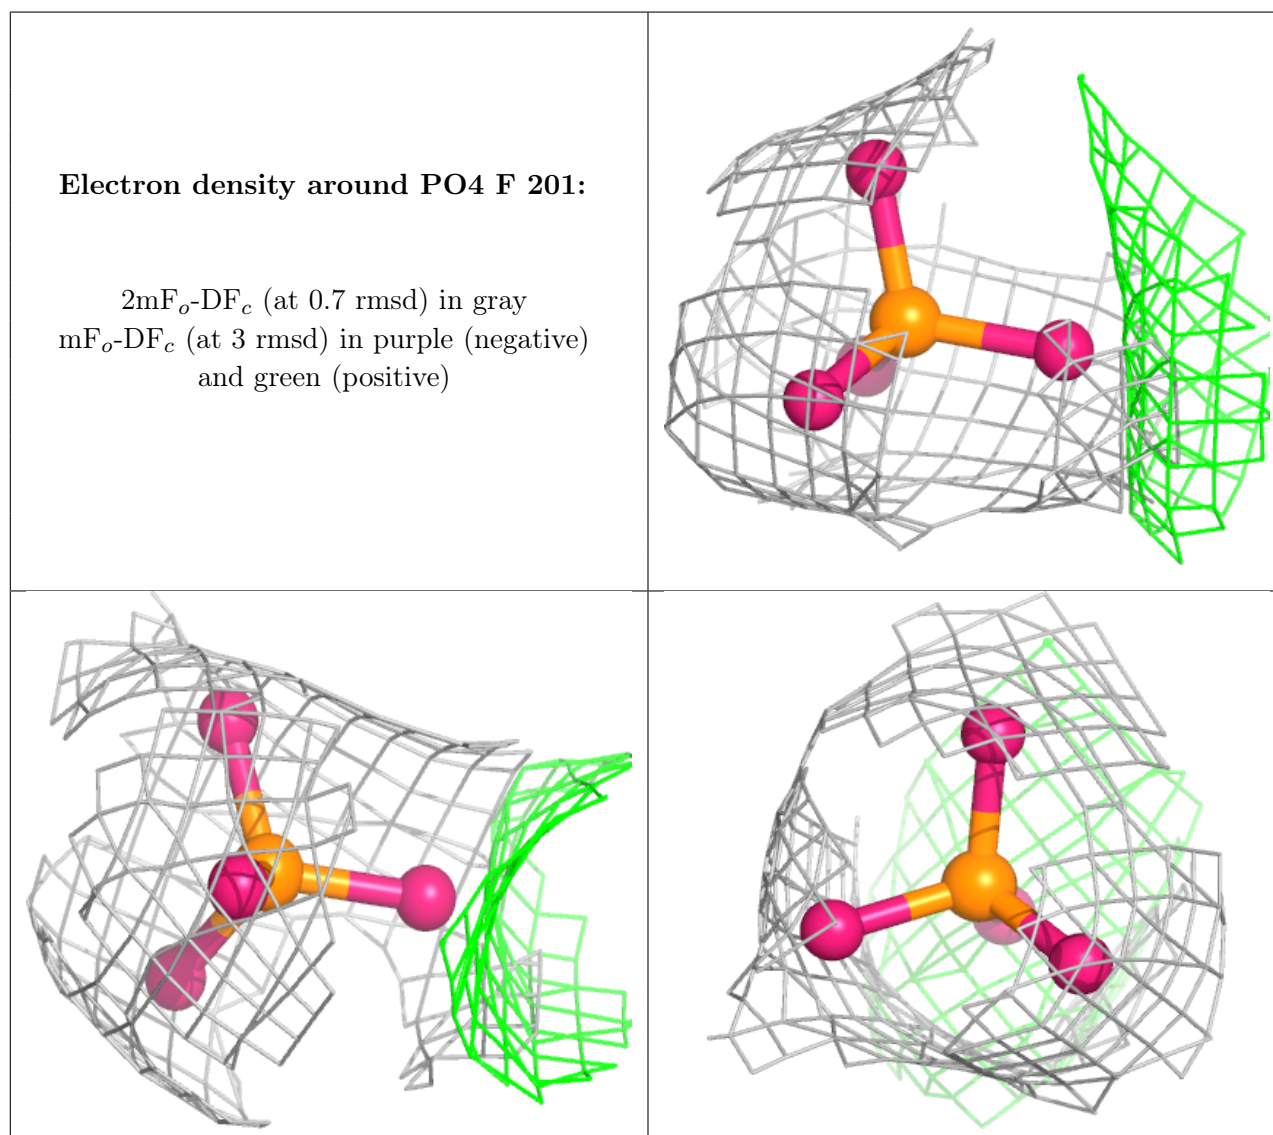 Electron density around PO4 F 201:
2mFo-DFc (at 0.7 rmsd) in gray
mFo-DFc (at 3 rmsd) in purple (negative)
and green (positive)